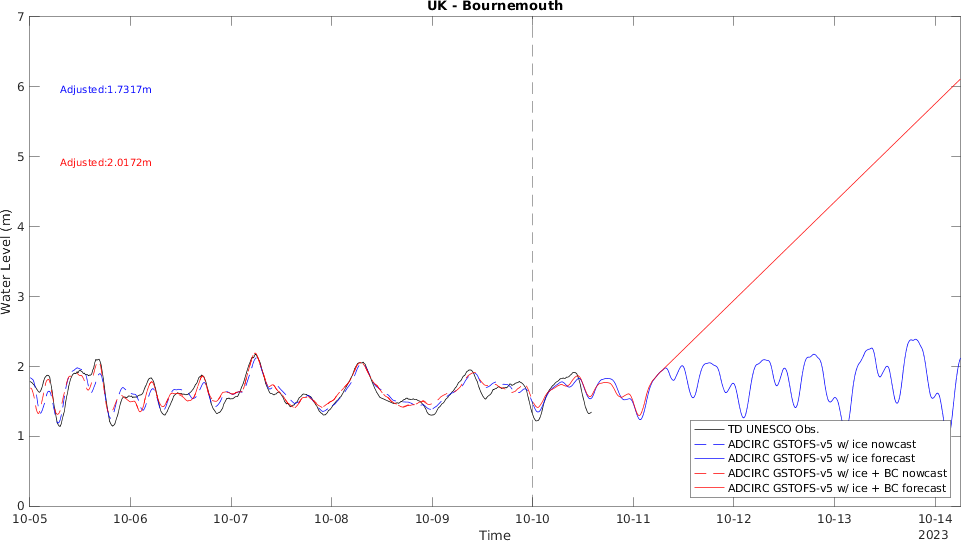 UK - Bournemouth
7
6
5
4
3
2
1
0
Water Level (m)
Adjusted:1.7317m
Adjusted:2.0172m
TD UNESCO Obs.
ADCIRC GSTOFS-v5 w/ ice nowcast
ADCIRC GSTOFS-v5 w/ ice forecast
ADCIRC GSTOFS-v5 w/ ice + BC nowcast
ADCIRC GSTOFS-v5 w/ ice + BC forecast
10-05 10-06 10-07 10-08 10-09 10-10 10-11 10-12 10-13 10-14
Time
2023